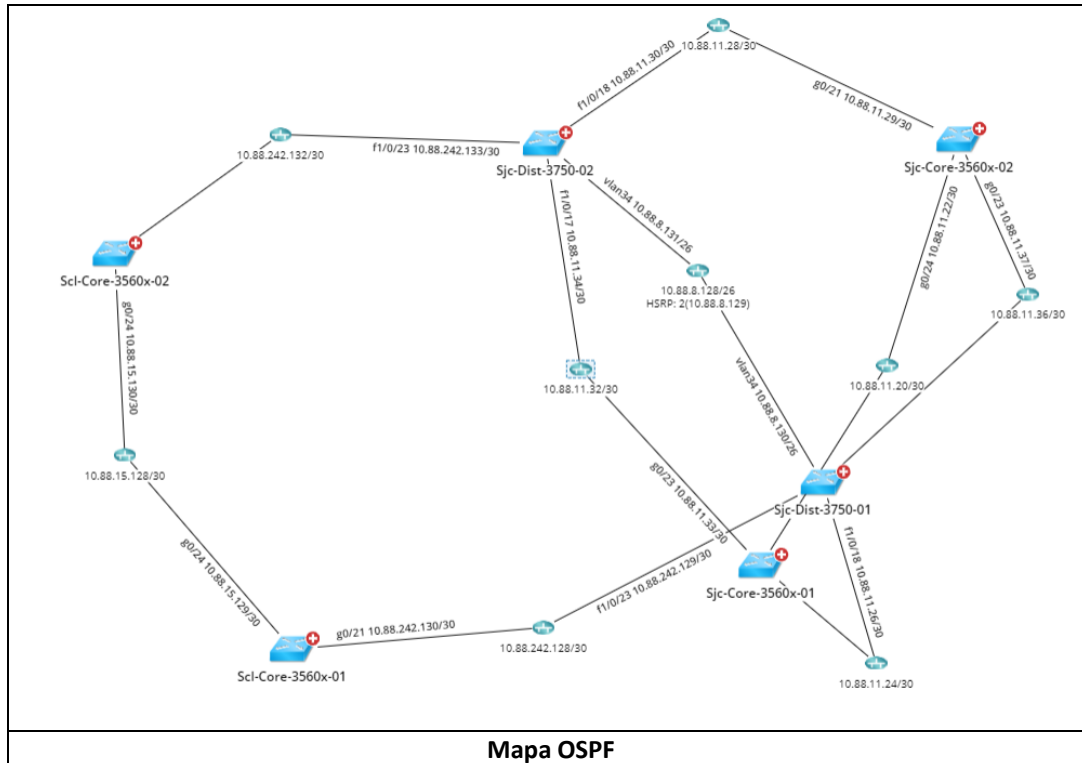 10.88.11.28/30
f1/0/18 10.88.11.30/30
g0/21 10.88.11.29/30
10.88.242.132/30
f1/0/23 10.88.242.133/30
Sjc-Dist-3750-02
Sjc-Core-3560x-02
vlan34 10.88.8.131/26
f1/0/17 10.88.11.34/30
g0/24 10.88.11.22/30
g0/23 10.88.11.37/30
Scl-Core-3560x-02
10.88.8.128/26
HSRP: 2(10.88.8.129)
10.88.11.36/30
g0/24 10.88.15.130/30
10.88.11.32/30
10.88.11.20/30
vlan34 10.88.8.130/26
10.88.15.128/30
g0/23 10.88.11.33/30
Sjc-Dist-3750-01
g0/24 10.88.15.129/30
f1/0/23 10.88.242.129/30
Sjc-Core-3560x-01
f1/0/18 10.88.11.26/30
g0/21 10.88.242.130/30
10.88.242.128/30
Scl-Core-3560x-01
10.88.11.24/30
Mapa OSPF